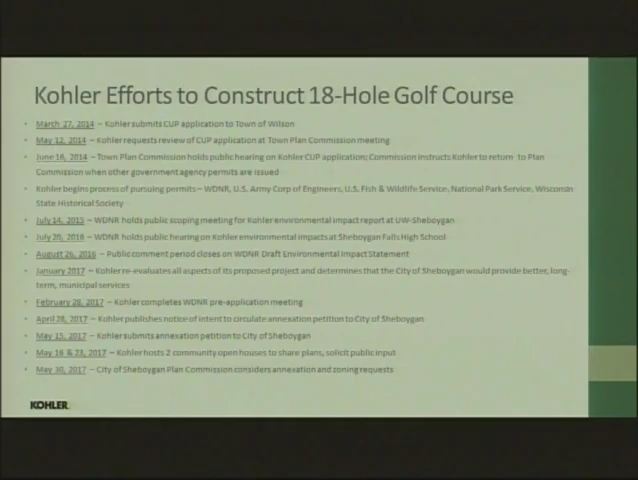 Kohler Efforts to Construct 18-Hole Golf Course
• March 27, 2014 – Kohler submits CUP application to Town of Wilson
• May 12, 2014 – Kohler requests review of CUP application at Town Plan Commission meeting
• June 16, 2014 – Town Plan Commission holds public hearing on Kohler CUP application; Commission instructs Kohler to return to Plan
Commission when other government agency permits are issued
• Kohler begins process of pursuing permits – WDNR, U.S. Army Corp of Engineers, U.S. Fish & Wildlife Service, National Park Service, Wisconsin
State Historical Society
• July 14, 2015 – WDNR holds public scoping meeting for Kohler environmental impact report at UW-Sheboygan
• July 20, 2016 – WDNR holds public hearing on Kohler environmental impacts at Sheboygan Falls High School
• August 26, 2016 – Public comment period closes on WDNR Draft Environmental Impact Statement
• January 2017 – Kohler re-evaluates all aspects of its proposed project and determines that the City of Sheboygan would provide better, long-
term, municipal services
• February 28, 2017 – Kohler completes WDNR pre-application meeting
• April 28, 2017 – Kohler publishes notice of intent to circulate annexation petition to City of Sheboygan
• May 15, 2017 – Kohler submits annexation petition to City of Sheboygan
• May 16 & 23, 2017 – Kohler hosts 2 community open houses to share plans, solicit public input
• May 30, 2017 – City of Sheboygan Plan Commission considers annexation and zoning requests
KOHLER